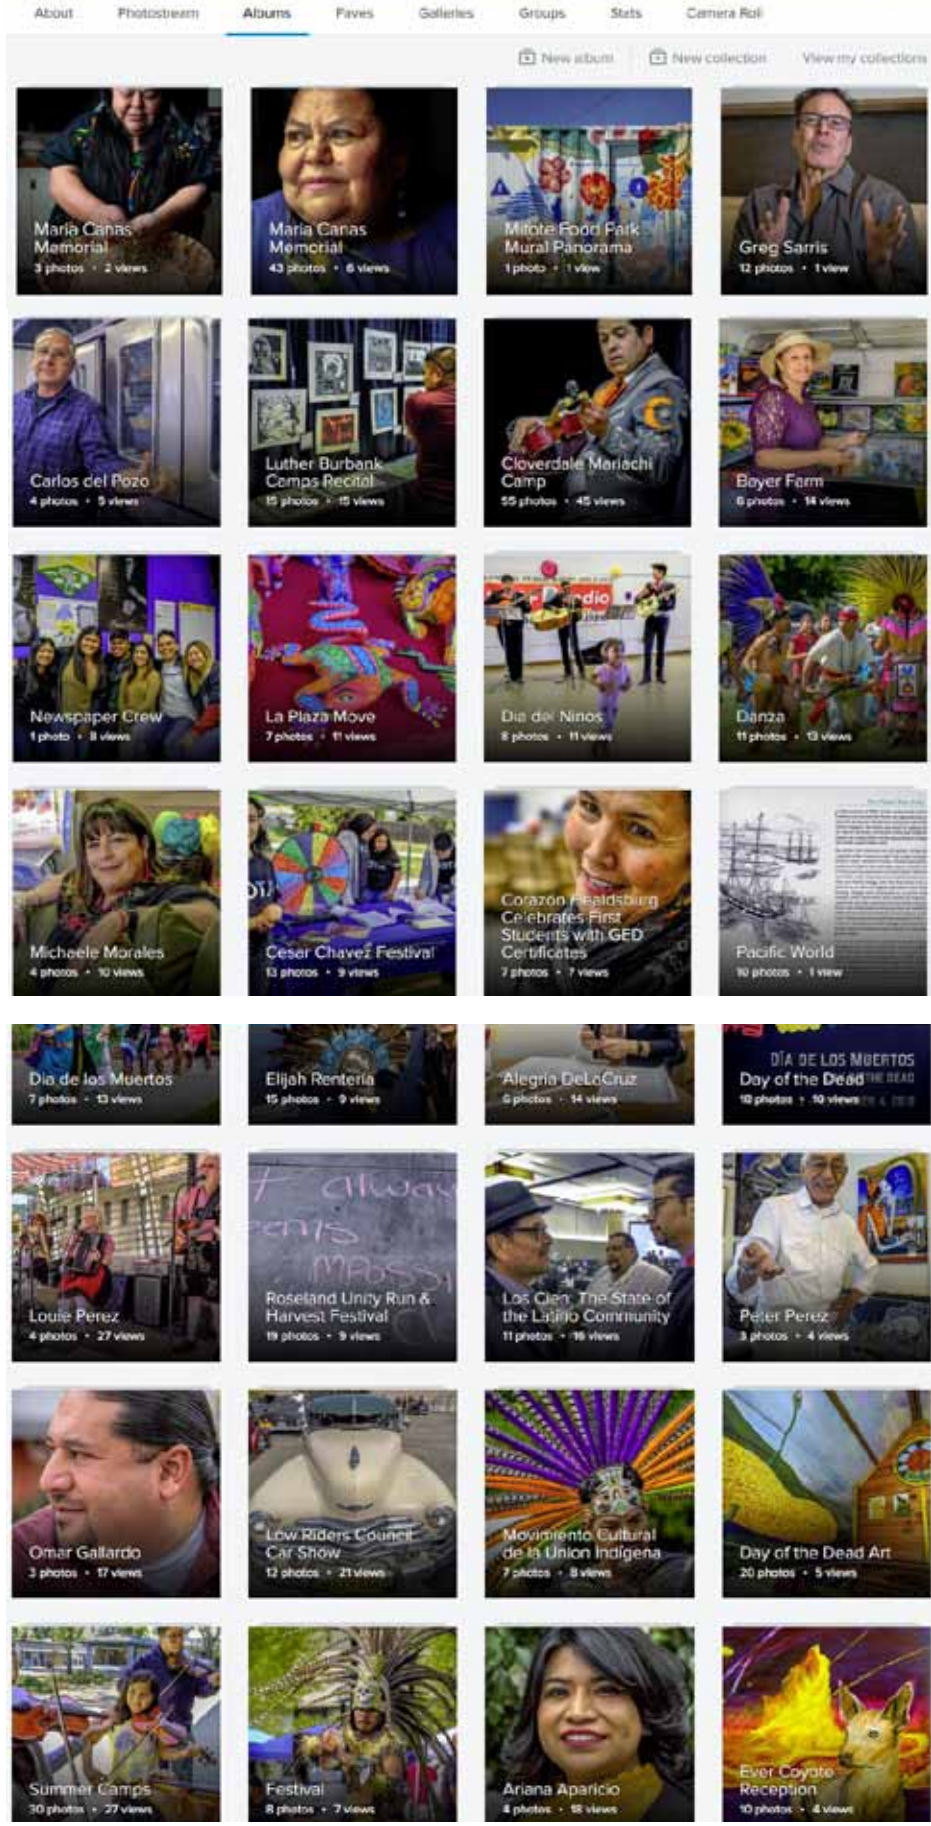 About Photostream Albums Faves Galleries Groups Stats Camera Roll
New album New collection View my collections
Maria Canas
Memorial
3 photos • 2 views
Maria Canas
Memorial
43 photos • 6 views
Mitote Food Park
Mural Panorama
1 photo • 1 view
Greg Sarris
12 photos • 1 view
Carlos del Pozo
4 photos • 5 views
Luther Burbank
Camps Recital
15 photos • 15 views
Cloverdale Mariachi
Camp
55 photos • 45 views
Bayer Farm
6 photos • 14 views
Newspaper Crew
1 photo • 8 views
La Plaza Move
7 photos • 11 views
dio
Dia del Ninos
8 photos • 11 views
Danza
11 photos • 13 views
Michaele Morales
4 photos • 10 views
Cesar Chavez Festival
13 photos • 9 views
Corazón Healdsburg
Celebrates First
Students with GED
Certificates
7 photos • 7 views
Pacific World
10 photos • 1 view
Dia de los Muertos
7 photos • 13 views
Elijah Renteria
15 photos • 9 views
Alegria DeLaCruz
6 photos • 14 views
DÍA DE LOS MUERTOS
THE DEAD
Day of the Dead
10 photos • 10 views
Louie Perez
4 photos • 27 views
alway
eems
mposs
Roseland Unity Run &
Harvest Festival
19 photos • 9 views
Los Cien: The State of
the Latino Community
11 photos • 16 views
Peter Perez
3 photos • 4 views
Omar Gallardo
3 photos • 17 views
Low Riders Council
Car Show
12 photos • 21 views
Movimiento Cultural
de la Union Indigena
7 photos • 8 views
Day of the Dead Art
20 photos • 5 views
Summer Camps
30 photos • 27 views
Festival
8 photos • 7 views
Ariana Aparicio
4 photos • 18 views
Ever Coyote
Reception
10 photos • 4 views